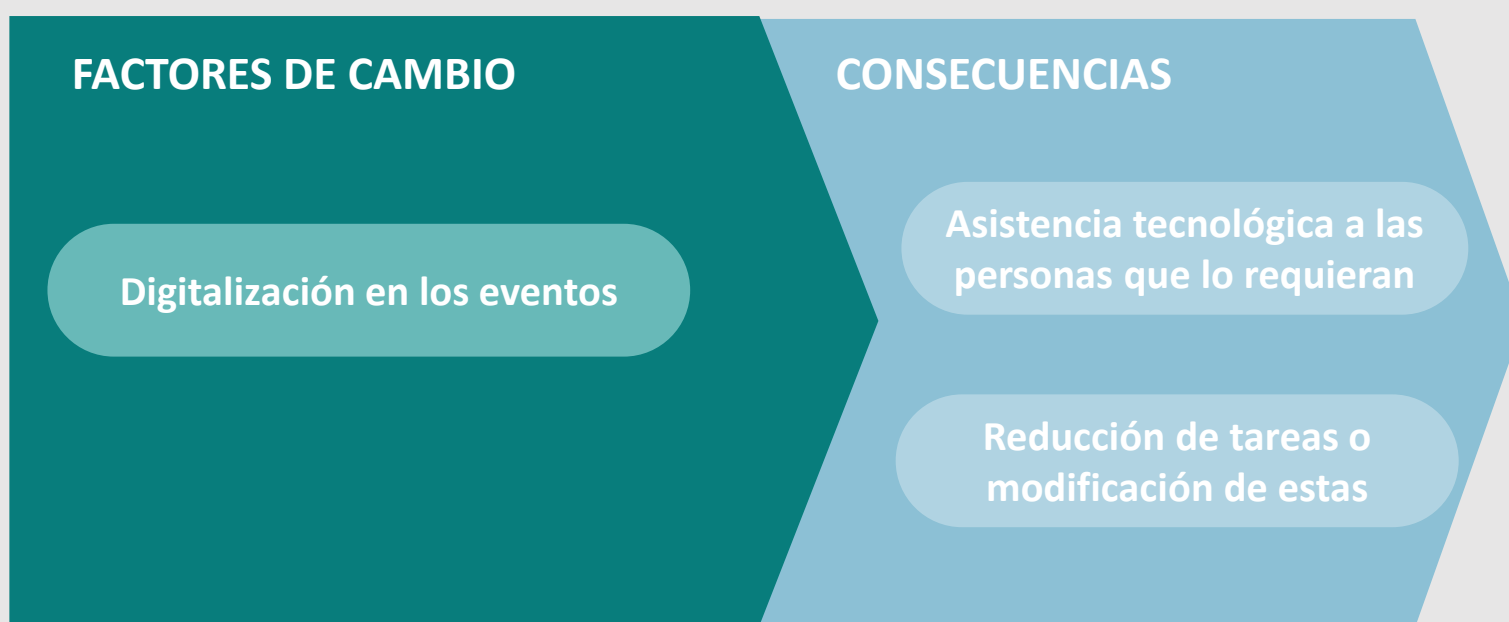 FACTORES DE CAMBIO
Digitalización en los eventos
CONSECUENCIAS
Asistencia tecnológica a las
personas que lo requieran
Reducción de tareas o
modificación de estas